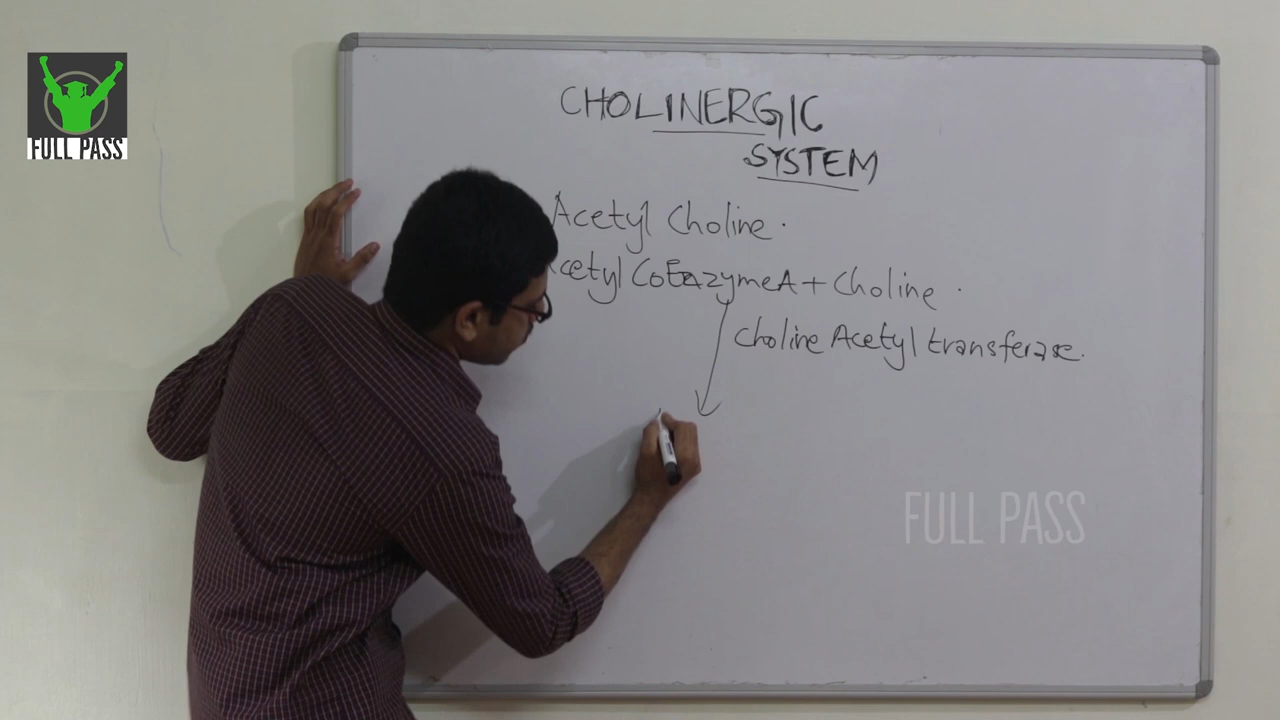 FULL PASS
CHOLINERGIC
SYSTEM
Acetyl Choline.
cetyl CoEnzymeA + Choline.
Choline Acetyl transferase.
FULL PASS